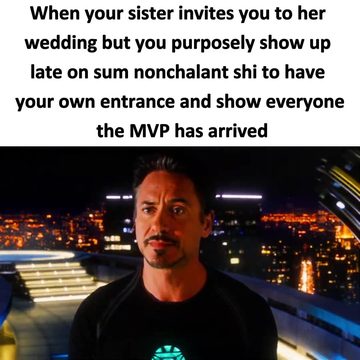 When your sister invites you to her
wedding but you purposely show up
late on sum nonchalant shi to have
your own entrance and show everyone
the MVP has arrived